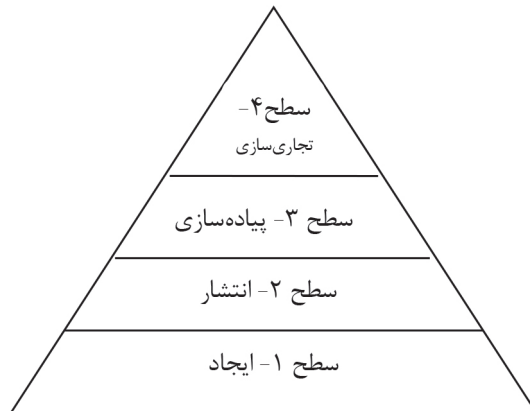 سطح۴-
تجاری‌سازی
سطح ۳- پیاده‌سازی
سطح ۲- انتشار
سطح ۱- ایجاد